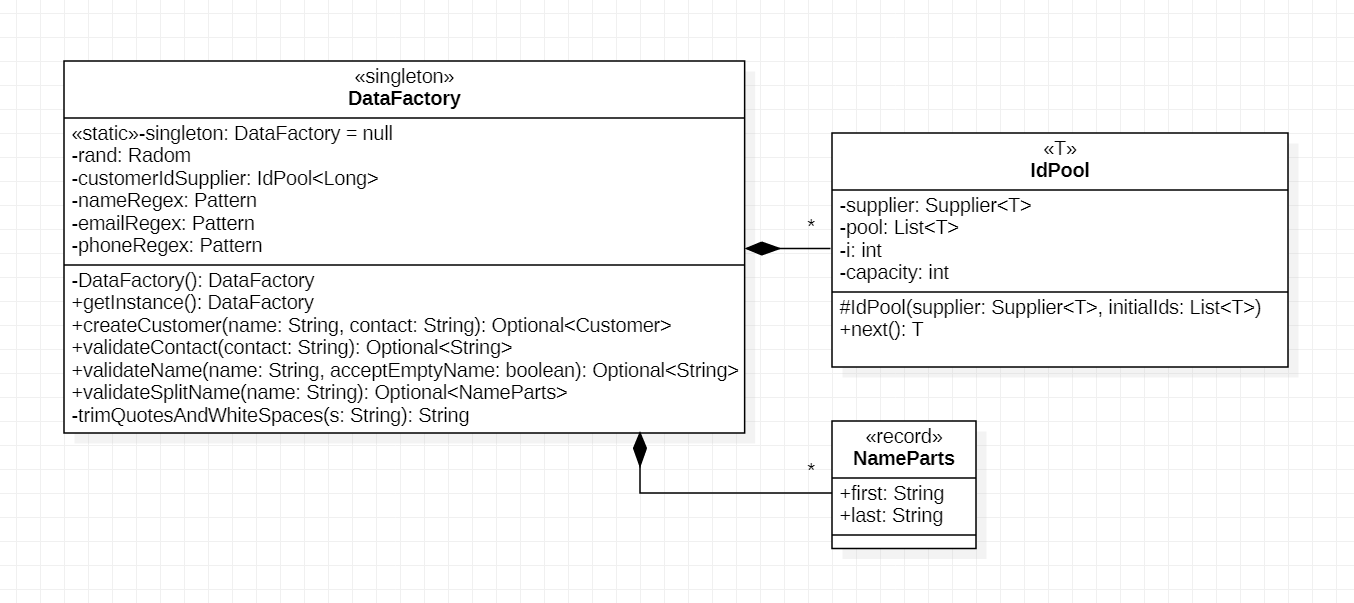 «singleton»
DataFactory
«static»-singleton: DataFactory = null
-rand: Radom
-customerIdSupplier: IdPool<Long>
-nameRegex: Pattern
-emailRegex: Pattern
-phoneRegex: Pattern
-DataFactory(): DataFactory
+getInstance(): DataFactory
+createCustomer(name: String, contact: String): Optional<Customer>
+validateContact(contact: String): Optional<String>
+validateName(name: String, acceptEmptyName: boolean): Optional<String>
+validateSplitName(name: String): Optional<NameParts>
-trimQuotesAndWhiteSpaces(s: String): String
*
«T»
IdPool
-supplier: Supplier<T>
-pool: List<T>
-i: int
-capacity: int
#IdPool(supplier: Supplier<T>, initialIds: List<T>)
+next(): T
*
«record»
NameParts
+first: String
+last: String